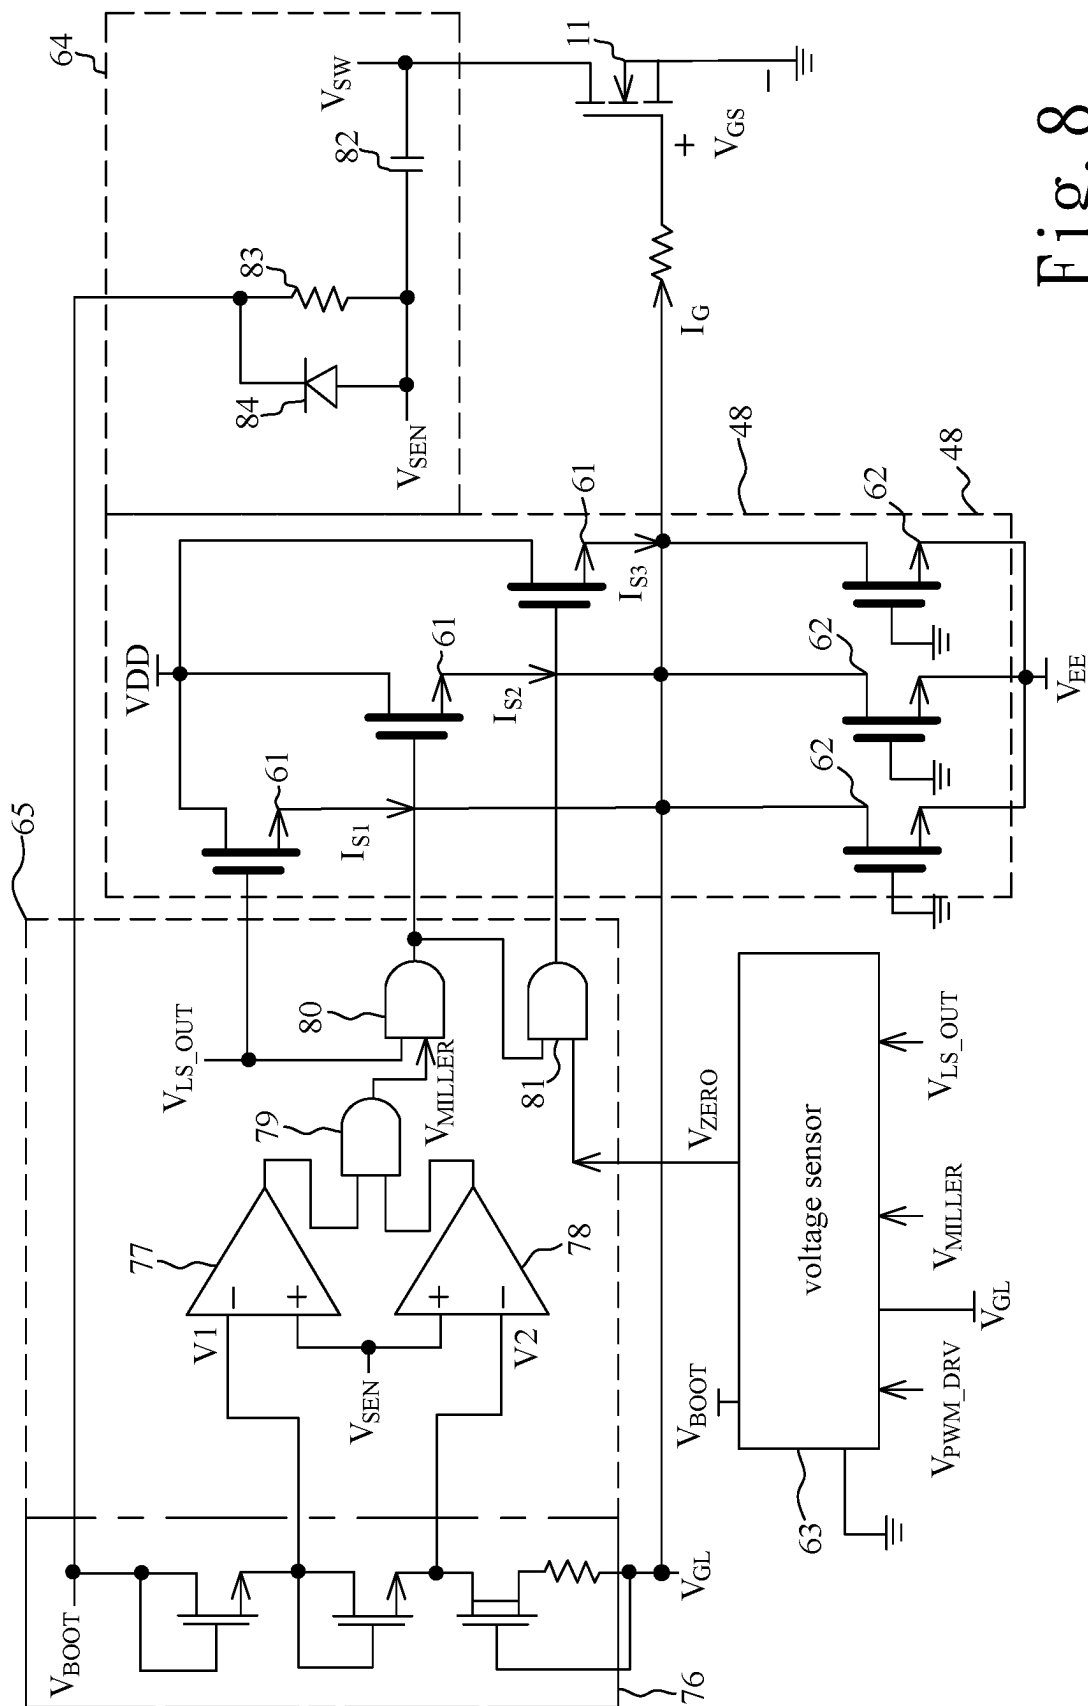 64
V_SW
82
83
84
V_SEN
11
+
V_GS
−
I_G
Fig. 8
65
VDD
61
61
61
I_S1
I_S2
I_S3
48
48
62
62
62
V_EE
V_LS_OUT
80
79
V_MILLER
81
77
−
+
V1
78
+
−
V2
V_SEN
V_ZERO
V_BOOT
V_GL
76
V_BOOT
voltage sensor
63
V_PWM_DRV
V_GL
V_MILLER
V_LS_OUT